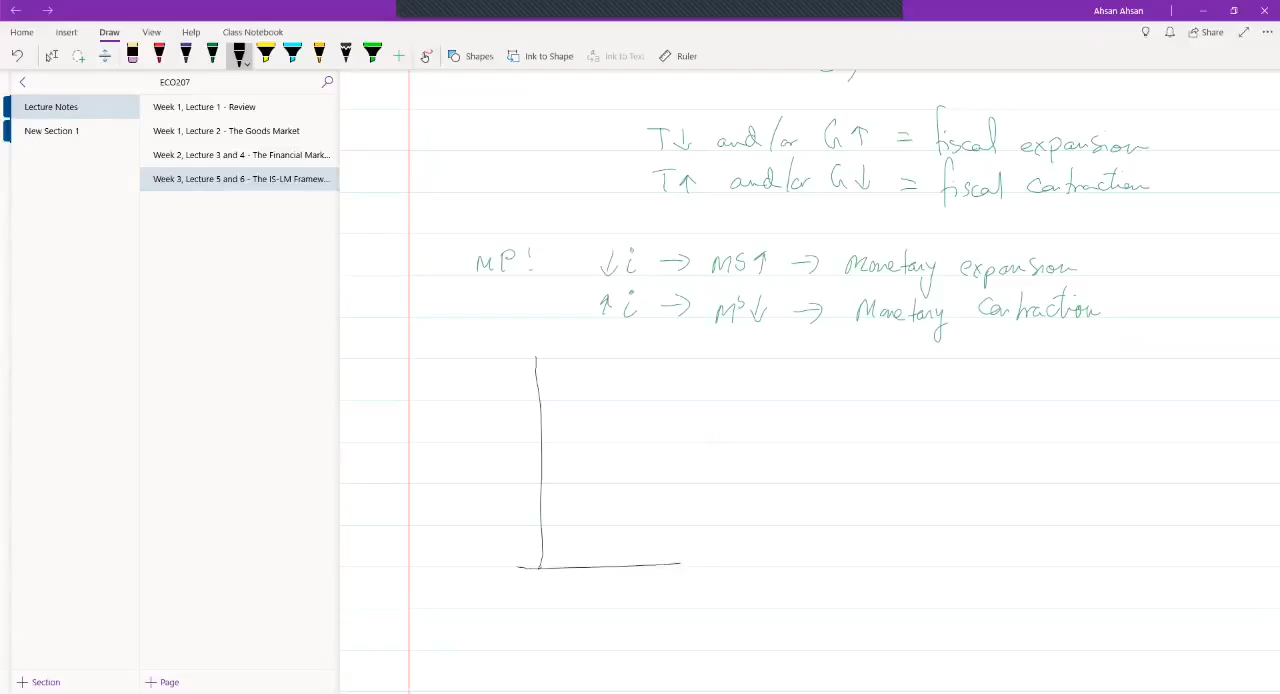 Ahsan Ahsan
Home Insert Draw View Help Class Notebook
Share
Shapes Ink to Shape Ink to Text Ruler
ECO207
Lecture Notes
New Section 1
Week 1, Lecture 1 - Review
Week 1, Lecture 2 - The Goods Market
Week 2, Lecture 3 and 4 - The Financial Mark...
Week 3, Lecture 5 and 6 - The IS-LM Framew...
T↓ and/or G↑ = fiscal expansion
T↑ and/or G↓ = fiscal contraction
MP: ↓i → MS↑ → Monetary expansion
↑i → Mˢ↓ → Monetary contraction
+ Section
+ Page